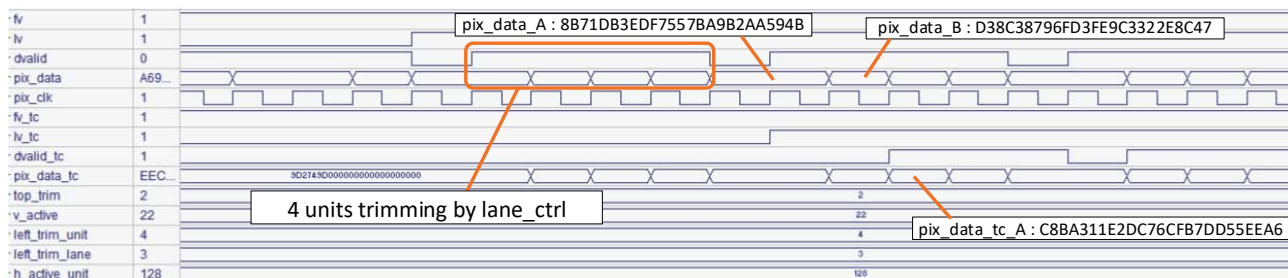 fv 1
lv 1
dvalid 0
pix_data A69...
pix_clk 1
fv_tc 1
lv_tc 1
dvalid_tc 1
pix_data_tc EEC...
top_trim 2
v_active 22
left_trim_unit 4
left_trim_lane 3
h_active_unit 128
pix_data_A : 8B71DB3EDF7557BA9B2AA594B
pix_data_B : D38C38796FD3FE9C3322E8C47
3D2743D000000000000000000
4 units trimming by lane_ctrl
pix_data_tc_A : C8BA311E2DC76CFB7DD55EEA6
2
22
4
3
128